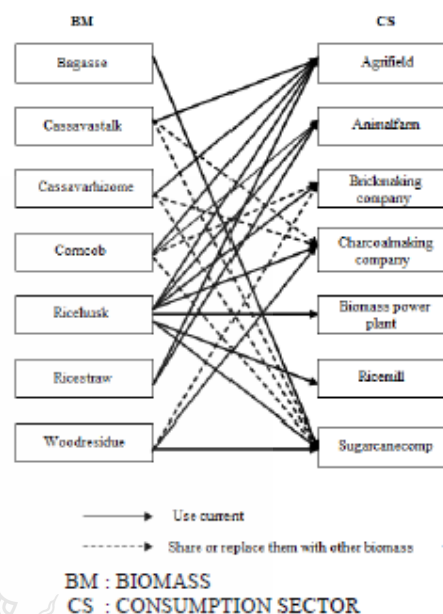 BM
CS
Bagasse
Agrifield
Cassavastalk
Animalfarm
Cassavarhizome
Brickmaking
company
Corncob
Charcoalmaking
company
Ricehusk
Biomass power
plant
Ricestraw
Ricemill
Woodresidue
Sugarcanecomp
Use current
Share or replace them with other biomass
BM : BIOMASS
CS : CONSUMPTION SECTOR